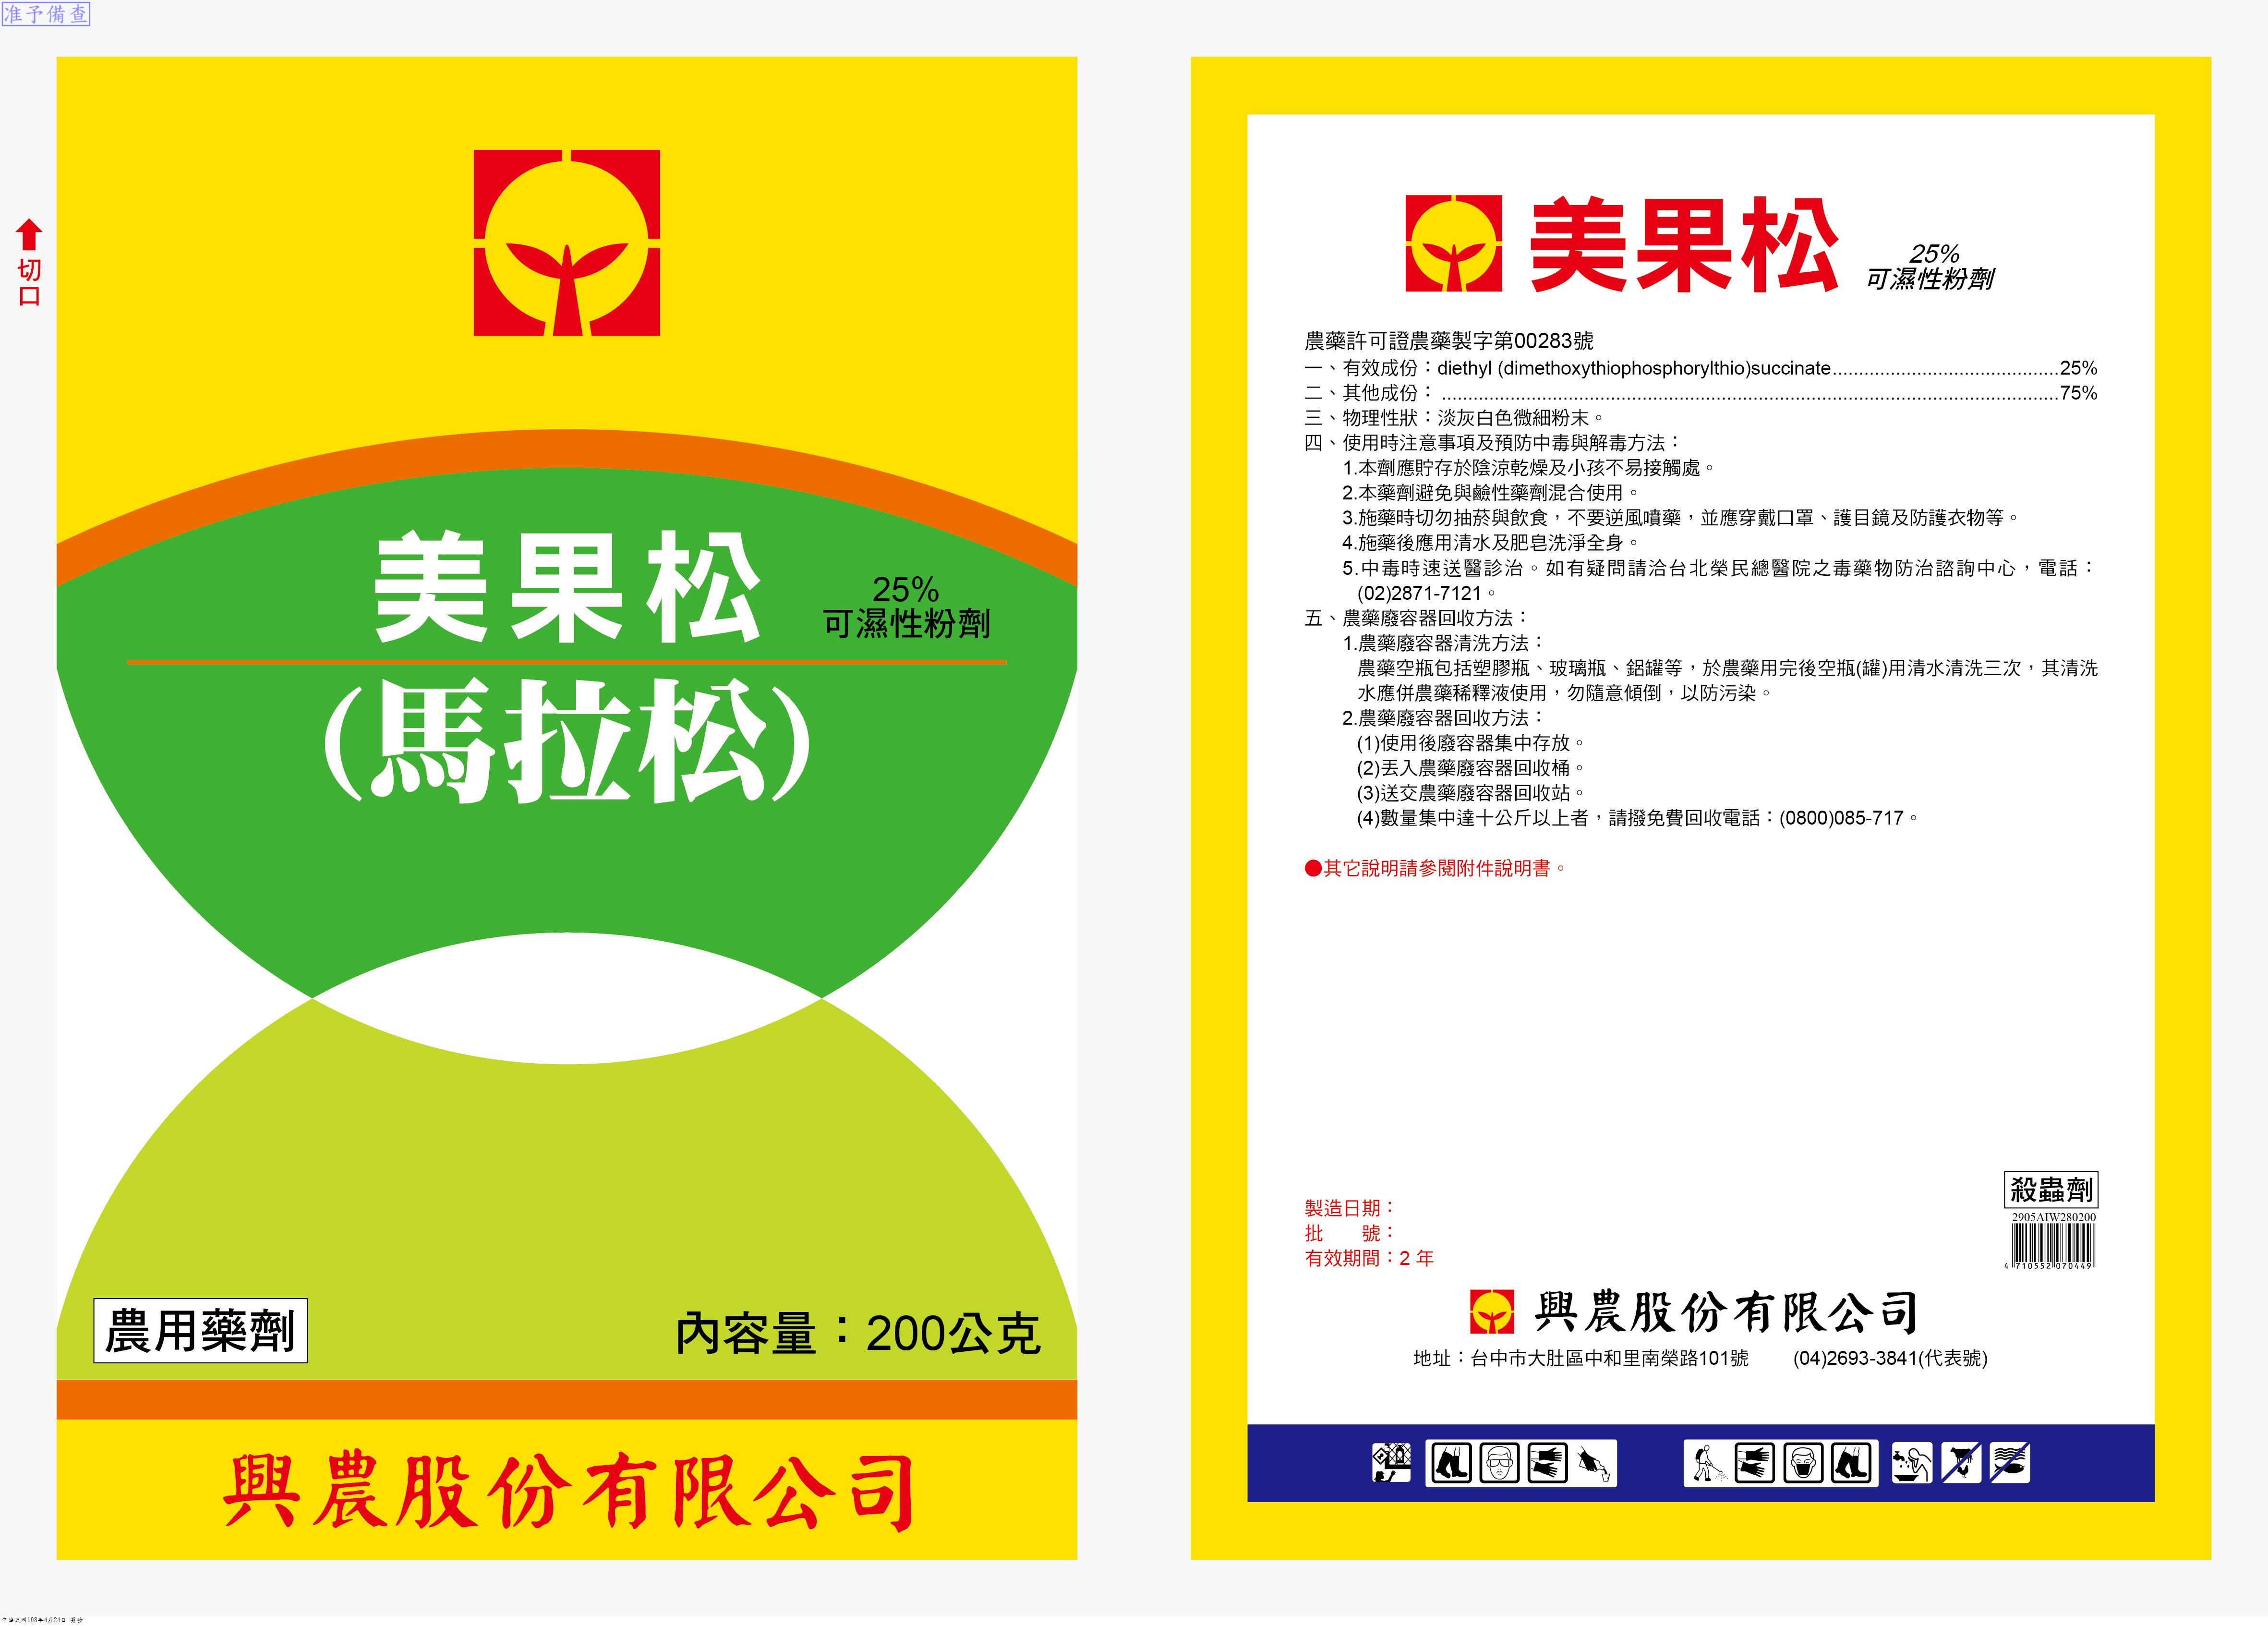 准予備查
切口
美果松
25%
可濕性粉劑
(馬拉松)
農用藥劑
內容量：200公克
興農股份有限公司
美果松
25%
可濕性粉劑
農藥許可證農藥製字第00283號
一、有效成份：diethyl (dimethoxythiophosphorylthio)succinate...........................................25%
二、其他成份：.....................................................................................................................75%
三、物理性狀：淡灰白色微細粉末。
四、使用時注意事項及預防中毒與解毒方法：
1.本劑應貯存於陰涼乾燥及小孩不易接觸處。
2.本藥劑避免與鹼性藥劑混合使用。
3.施藥時切勿抽菸與飲食，不要逆風噴藥，並應穿戴口罩、護目鏡及防護衣物等。
4.施藥後應用清水及肥皂洗淨全身。
5.中毒時速送醫診治。如有疑問請洽台北榮民總醫院之毒藥物防治諮詢中心，電話：
(02)2871-7121。
五、農藥廢容器回收方法：
1.農藥廢容器清洗方法：
農藥空瓶包括塑膠瓶、玻璃瓶、鋁罐等，於農藥用完後空瓶(罐)用清水清洗三次，其清洗
水應併農藥稀釋液使用，勿隨意傾倒，以防污染。
2.農藥廢容器回收方法：
(1)使用後廢容器集中存放。
(2)丟入農藥廢容器回收桶。
(3)送交農藥廢容器回收站。
(4)數量集中達十公斤以上者，請撥免費回收電話：(0800)085-717。
●其它說明請參閱附件說明書。
殺蟲劑
2905AIW280200
4 710552 070449
製造日期：
批　　號：
有效期間：2 年
興農股份有限公司
地址：台中市大肚區中和里南榮路101號　　(04)2693-3841(代表號)
中華民國108年4月24日